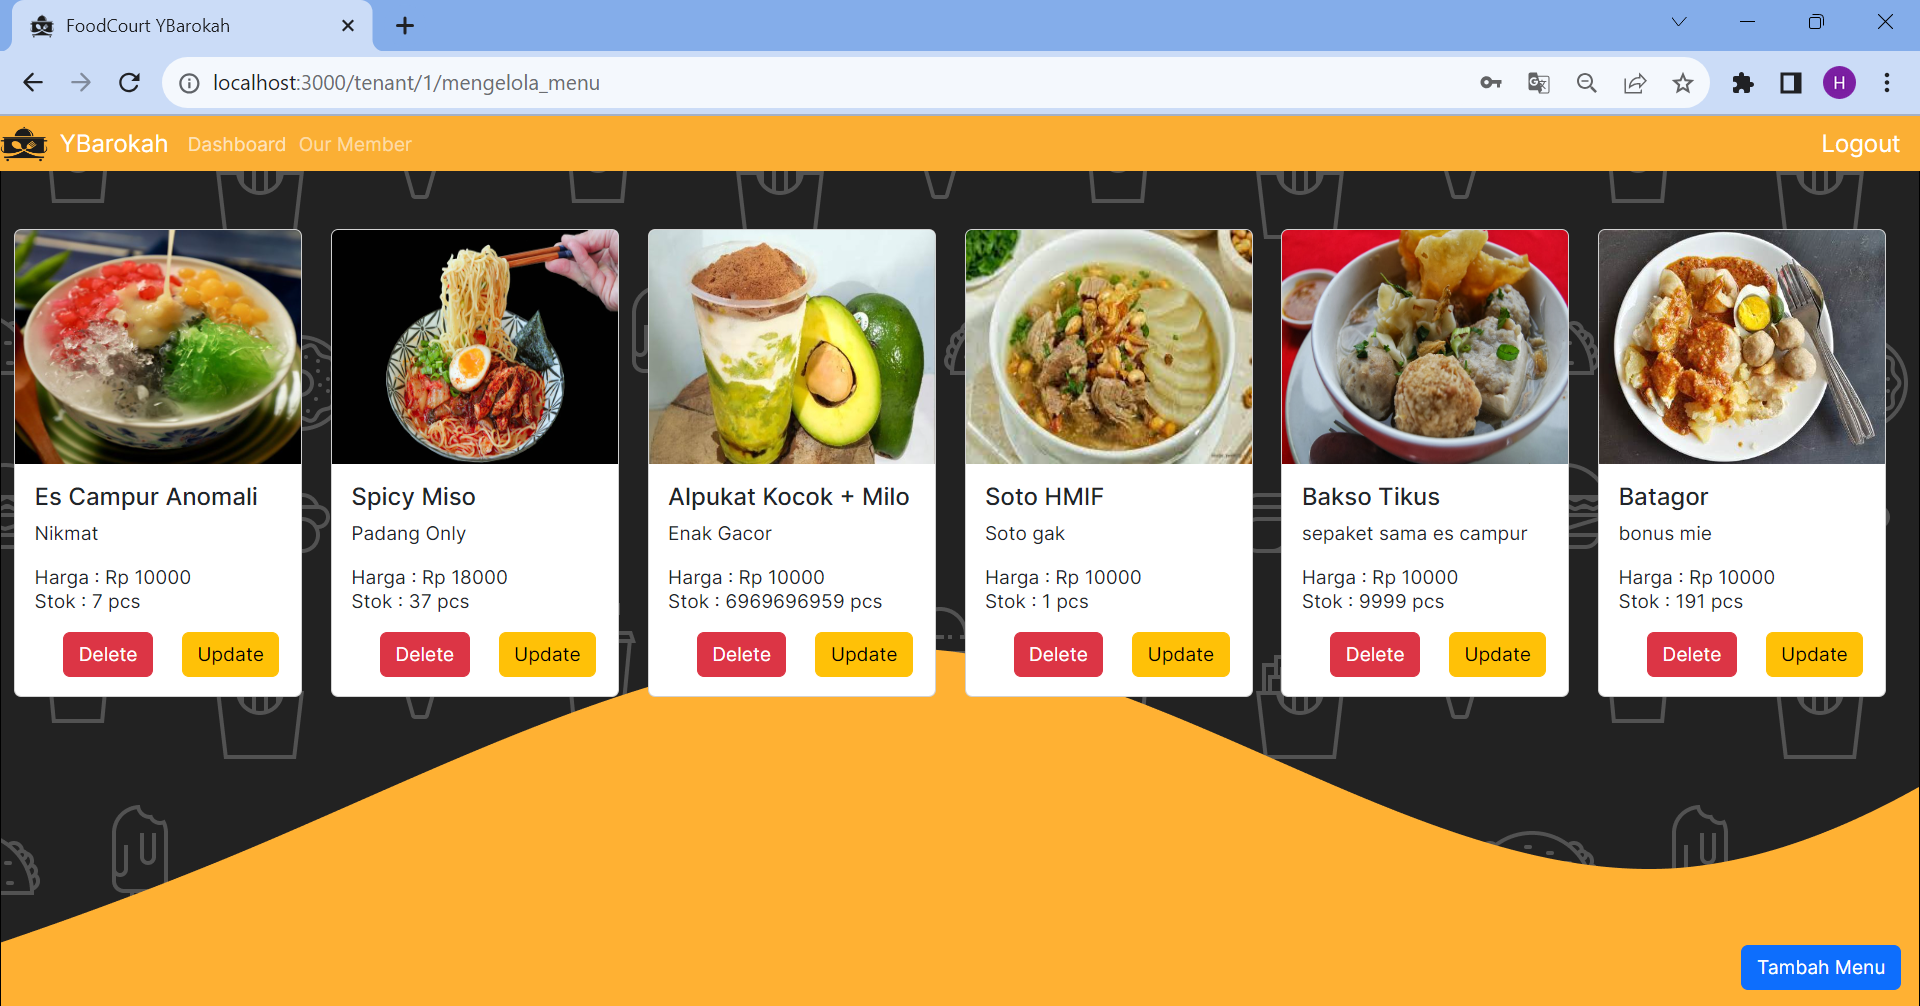 FoodCourt YBarokah
localhost:3000/tenant/1/mengelola_menu
H
YBarokah Dashboard Our Member Logout
Es Campur Anomali
Nikmat
Harga : Rp 10000
Stok : 7 pcs
Delete Update
Spicy Miso
Padang Only
Harga : Rp 18000
Stok : 37 pcs
Delete Update
Alpukat Kocok + Milo
Enak Gacor
Harga : Rp 10000
Stok : 6969696959 pcs
Delete Update
Soto HMIF
Soto gak
Harga : Rp 10000
Stok : 1 pcs
Delete Update
Bakso Tikus
sepaket sama es campur
Harga : Rp 10000
Stok : 9999 pcs
Delete Update
Batagor
bonus mie
Harga : Rp 10000
Stok : 191 pcs
Delete Update
Tambah Menu